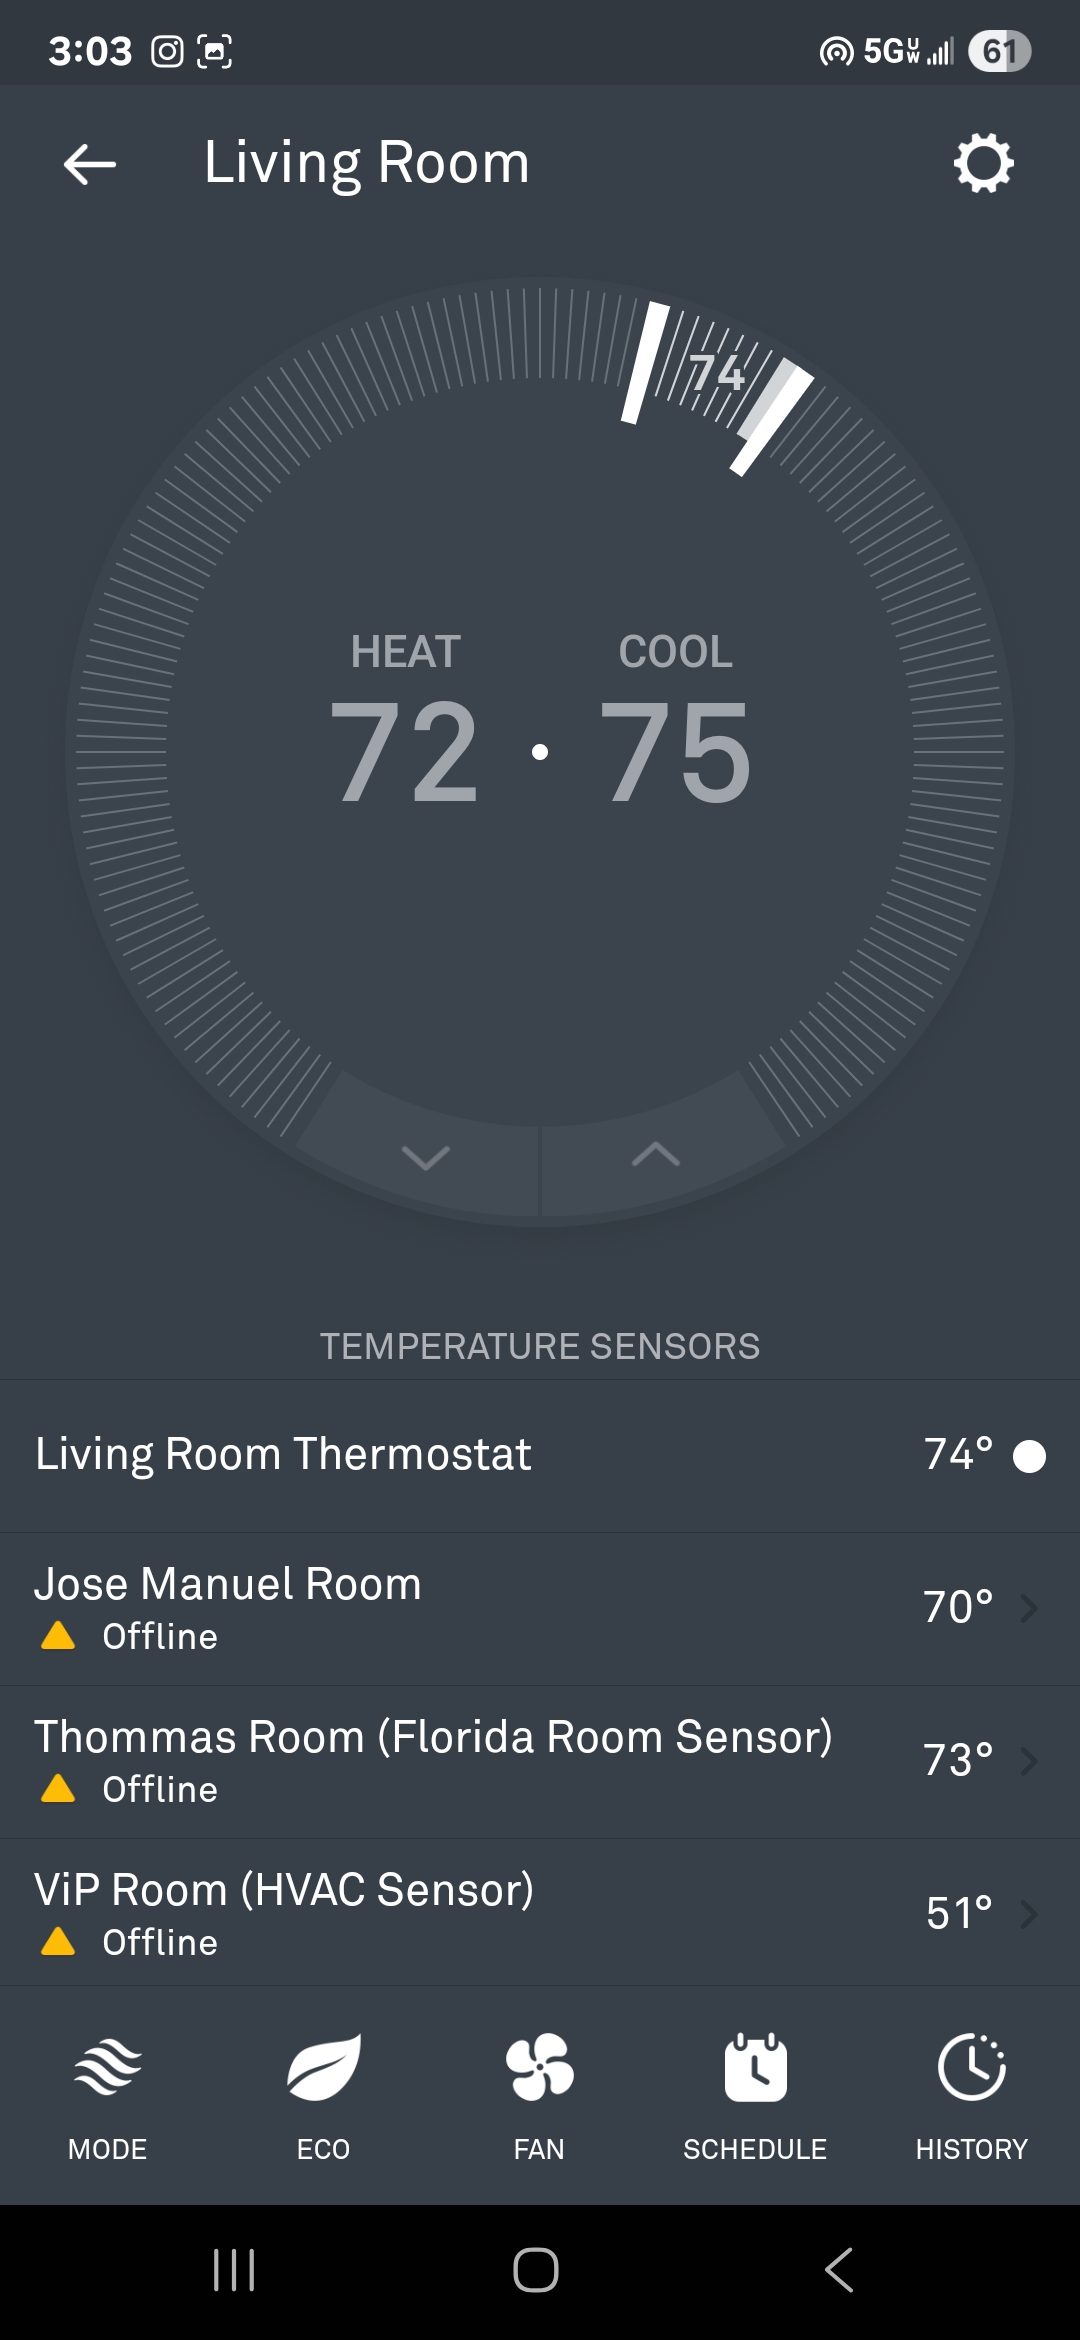 3:03 5G UW 61
Living Room
74
HEAT COOL
72 · 75
TEMPERATURE SENSORS
Living Room Thermostat 74°
Jose Manuel Room 70°
Offline
Thommas Room (Florida Room Sensor) 73°
Offline
ViP Room (HVAC Sensor) 51°
Offline
MODE ECO FAN SCHEDULE HISTORY